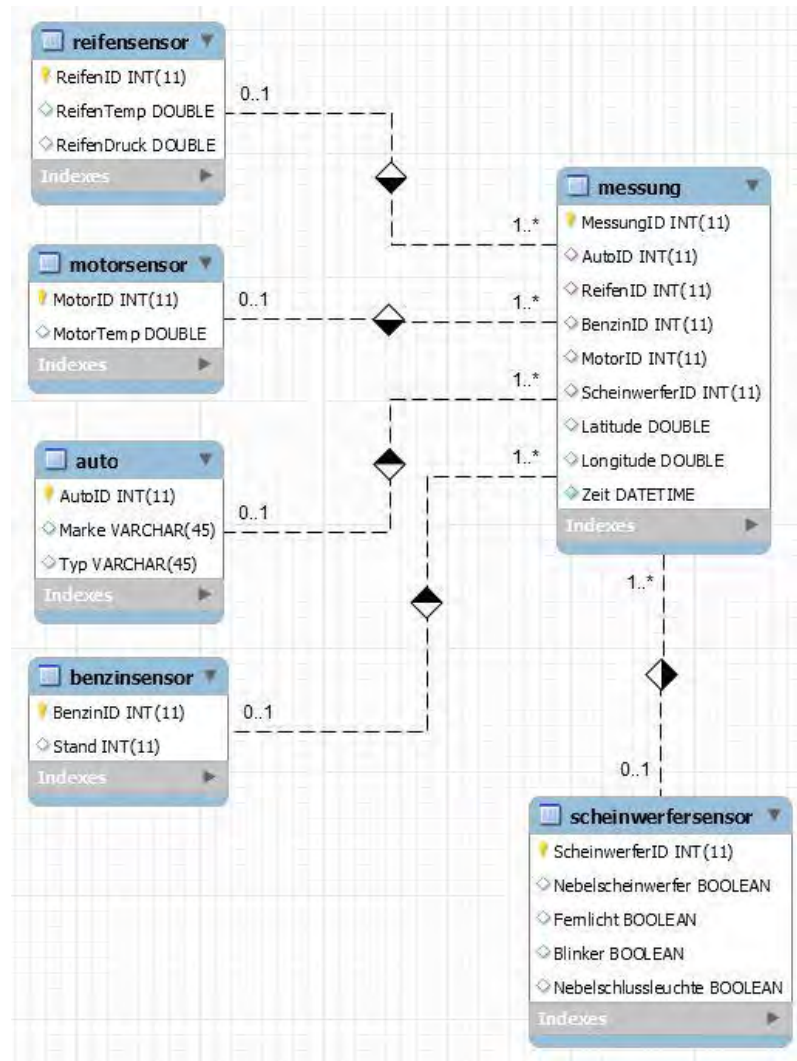 reifensensor
ReifenID INT(11)
ReifenTemp DOUBLE
ReifenDruck DOUBLE
Indexes
0..1
1..*
motorsensor
MotorID INT(11)
MotorTemp DOUBLE
Indexes
0..1
1..*
auto
AutoID INT(11)
Marke VARCHAR(45)
Typ VARCHAR(45)
Indexes
0..1
1..*
benzinsensor
BenzinID INT(11)
Stand INT(11)
Indexes
0..1
1..*
messung
MessungID INT(11)
AutoID INT(11)
ReifenID INT(11)
BenzinID INT(11)
MotorID INT(11)
ScheinwerferID INT(11)
Latitude DOUBLE
Longitude DOUBLE
Zeit DATETIME
Indexes
1..*
0..1
scheinwerfersensor
ScheinwerferID INT(11)
Nebelscheinwerfer BOOLEAN
Fernlicht BOOLEAN
Blinker BOOLEAN
Nebelschlussleuchte BOOLEAN
Indexes